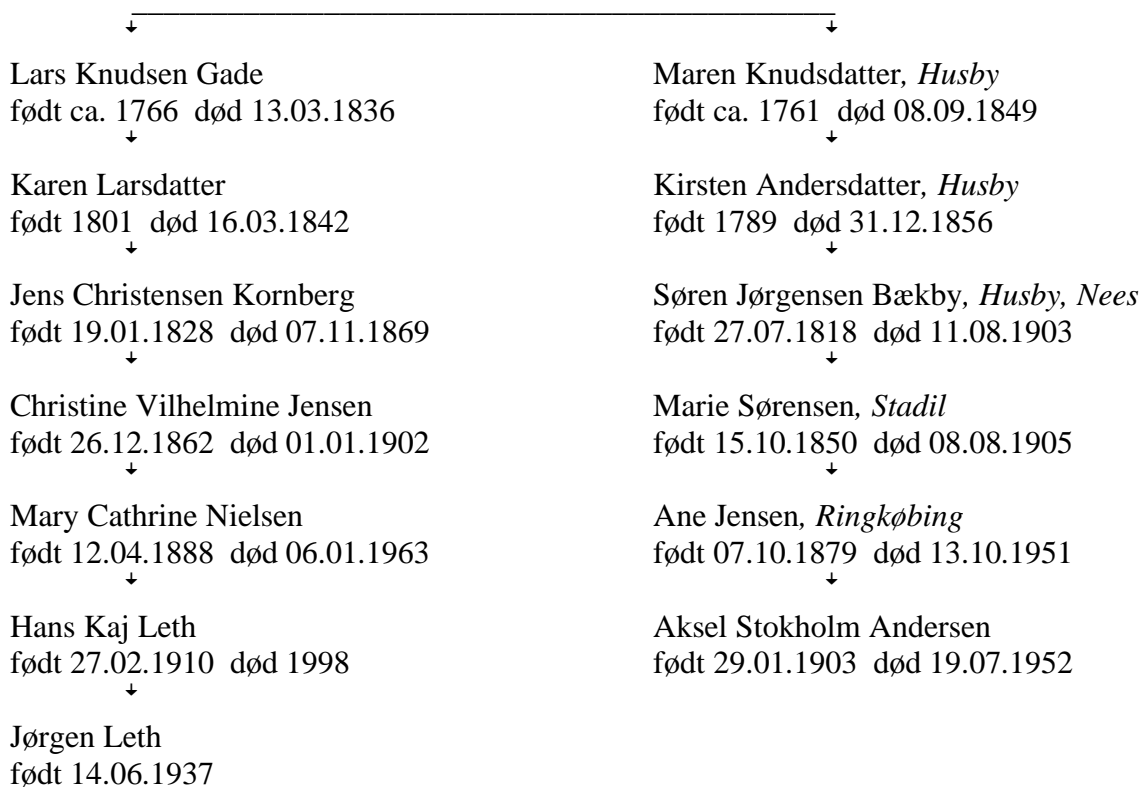 Lars Knudsen Gade
født ca. 1766 død 13.03.1836
Karen Larsdatter
født 1801 død 16.03.1842
Jens Christensen Kornberg
født 19.01.1828 død 07.11.1869
Christine Vilhelmine Jensen
født 26.12.1862 død 01.01.1902
Mary Cathrine Nielsen
født 12.04.1888 død 06.01.1963
Hans Kaj Leth
født 27.02.1910 død 1998
Jørgen Leth
født 14.06.1937
Maren Knudsdatter, Husby
født ca. 1761 død 08.09.1849
Kirsten Andersdatter, Husby
født 1789 død 31.12.1856
Søren Jørgensen Bækby, Husby, Nees
født 27.07.1818 død 11.08.1903
Marie Sørensen, Stadil
født 15.10.1850 død 08.08.1905
Ane Jensen, Ringkøbing
født 07.10.1879 død 13.10.1951
Aksel Stokholm Andersen
født 29.01.1903 død 19.07.1952